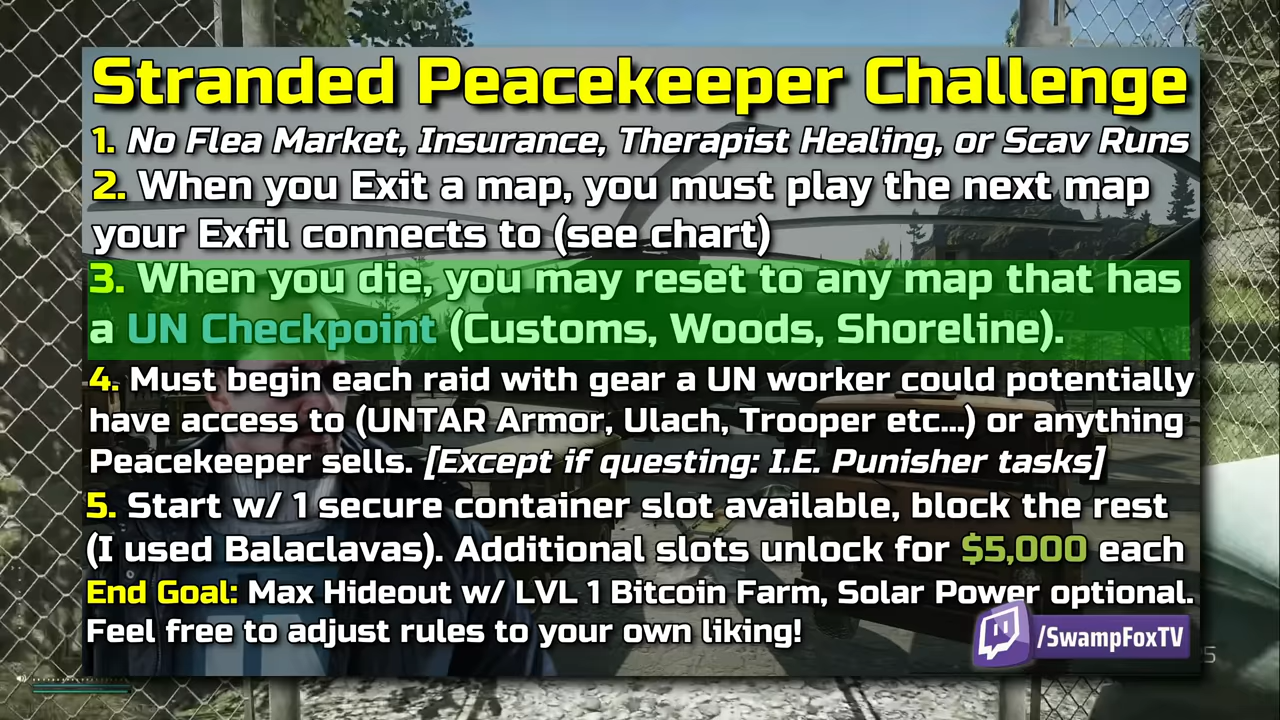 Stranded Peacekeeper Challenge
1. No Flea Market, Insurance, Therapist Healing, or Scav Runs
2. When you Exit a map, you must play the next map
your Exfil connects to (see chart)
3. When you die, you may reset to any map that has
a UN Checkpoint (Customs, Woods, Shoreline).
4. Must begin each raid with gear a UN worker could potentially
have access to (UNTAR Armor, Ulach, Trooper etc...) or anything
Peacekeeper sells. [Except if questing: I.E. Punisher tasks]
5. Start w/ 1 secure container slot available, block the rest
(I used Balaclavas). Additional slots unlock for $5,000 each
End Goal: Max Hideout w/ LVL 1 Bitcoin Farm, Solar Power optional.
Feel free to adjust rules to your own liking!
/SwampFoxTV